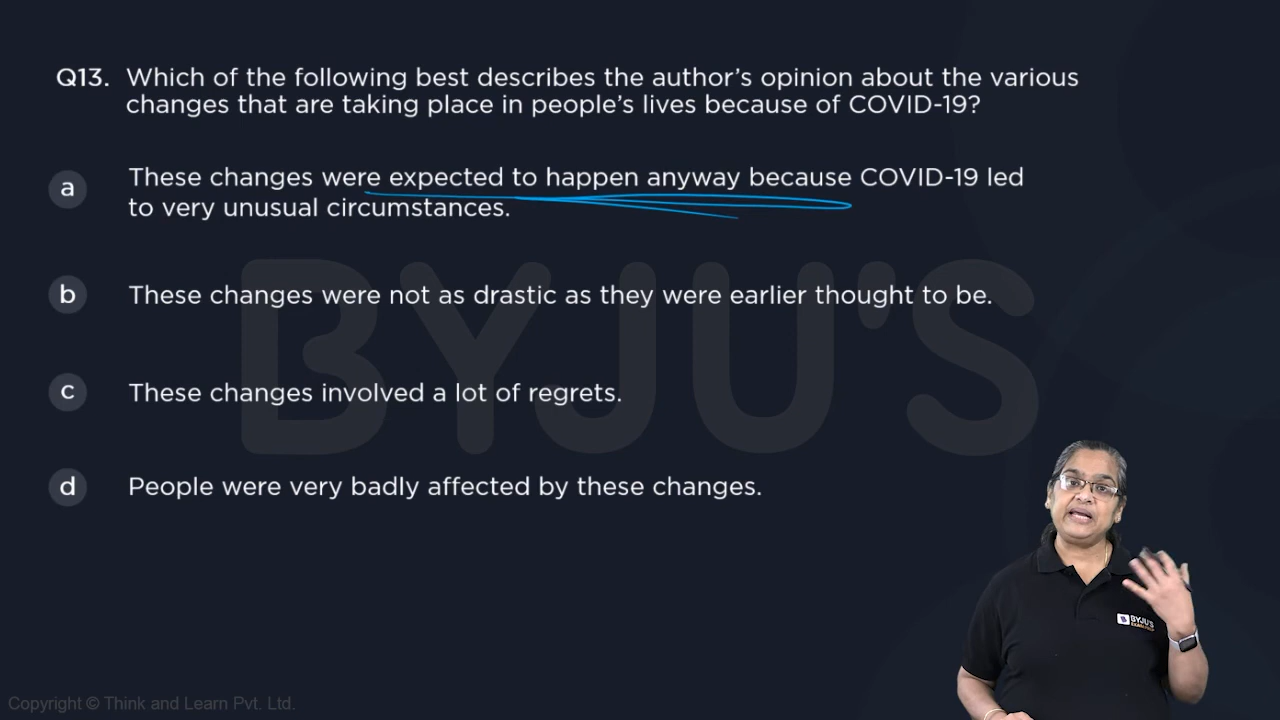 Q13. Which of the following best describes the author's opinion about the various
changes that are taking place in people's lives because of COVID-19?
a These changes were expected to happen anyway because COVID-19 led
to very unusual circumstances.
b These changes were not as drastic as they were earlier thought to be.
c These changes involved a lot of regrets.
d People were very badly affected by these changes.
BYJU'S
BYJU'S
Copyright © Think and Learn Pvt. Ltd.